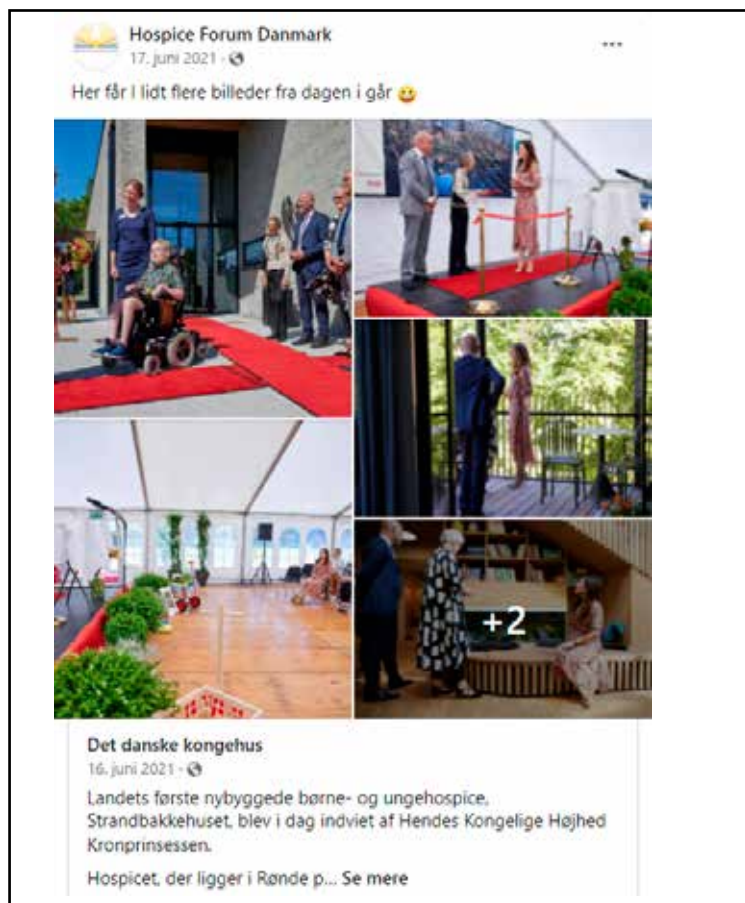 Hospice Forum Danmark
17. juni 2021 ·
Her får I lidt flere billeder fra dagen i går 😃
+2
Det danske kongehus
16. juni 2021 ·
Landets første nybyggede børne- og ungehospice,
Strandbakkehuset, blev i dag indviet af Hendes Kongelige Højhed
Kronprinsessen.
Hospicet, der ligger i Rønde p... Se mere